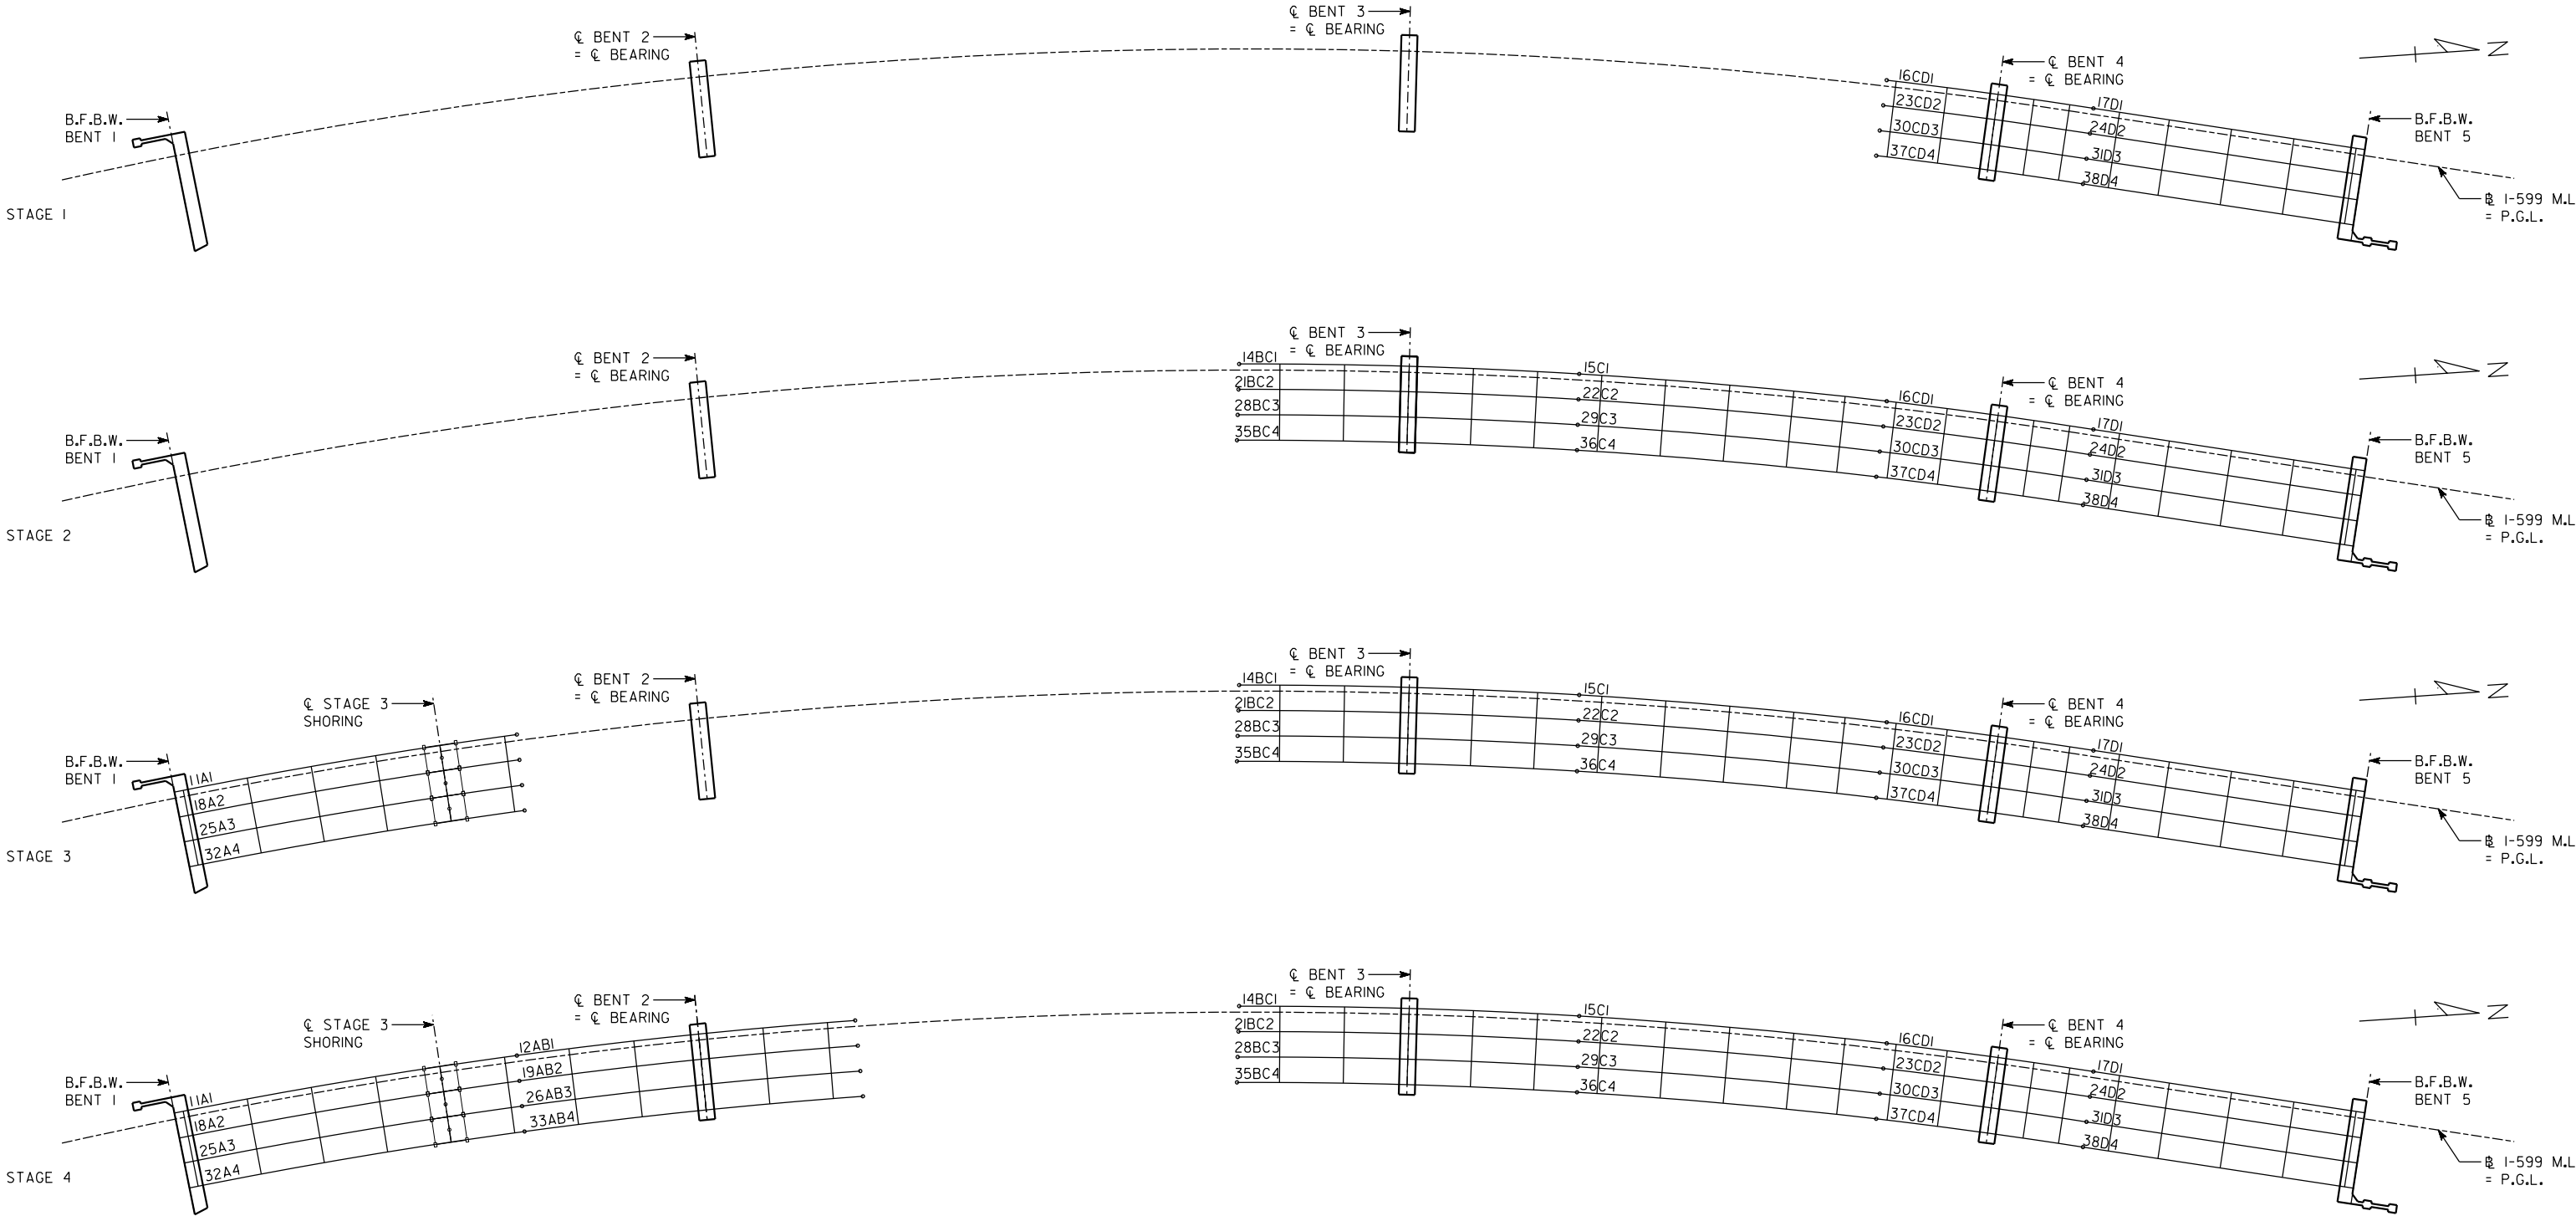 ℄ BENT 3
= ℄ BEARING
℄ BENT 2
= ℄ BEARING
℄ BENT 4
= ℄ BEARING
N
B.F.B.W.
BENT 1
16CD1
23CD2
30CD3
37CD4
17D1
24D2
31D3
38D4
B.F.B.W.
BENT 5
STAGE 1
I-599 M.L
= P.G.L.
℄ BENT 3
= ℄ BEARING
℄ BENT 2
= ℄ BEARING
14BC1
21BC2
28BC3
35BC4
15C1
22C2
29C3
36C4
℄ BENT 4
= ℄ BEARING
N
B.F.B.W.
BENT 1
16CD1
23CD2
30CD3
37CD4
17D1
24D2
31D3
38D4
B.F.B.W.
BENT 5
STAGE 2
I-599 M.L
= P.G.L.
℄ BENT 3
= ℄ BEARING
℄ BENT 2
= ℄ BEARING
℄ STAGE 3
SHORING
14BC1
21BC2
28BC3
35BC4
15C1
22C2
29C3
36C4
℄ BENT 4
= ℄ BEARING
N
B.F.B.W.
BENT 1
11A1
18A2
25A3
32A4
16CD1
23CD2
30CD3
37CD4
17D1
24D2
31D3
38D4
B.F.B.W.
BENT 5
STAGE 3
I-599 M.L
= P.G.L.
℄ BENT 3
= ℄ BEARING
℄ BENT 2
= ℄ BEARING
℄ STAGE 3
SHORING
14BC1
21BC2
28BC3
35BC4
15C1
22C2
29C3
36C4
℄ BENT 4
= ℄ BEARING
N
B.F.B.W.
BENT 1
11A1
18A2
25A3
32A4
12AB1
19AB2
26AB3
33AB4
16CD1
23CD2
30CD3
37CD4
17D1
24D2
31D3
38D4
B.F.B.W.
BENT 5
STAGE 4
I-599 M.L
= P.G.L.